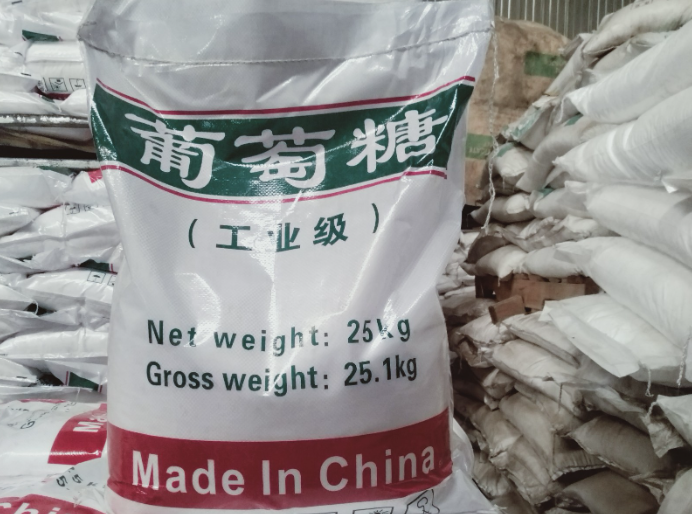 葡萄糖
（工业级）
Net weight: 25kg
Gross weight: 25.1kg
Made In China